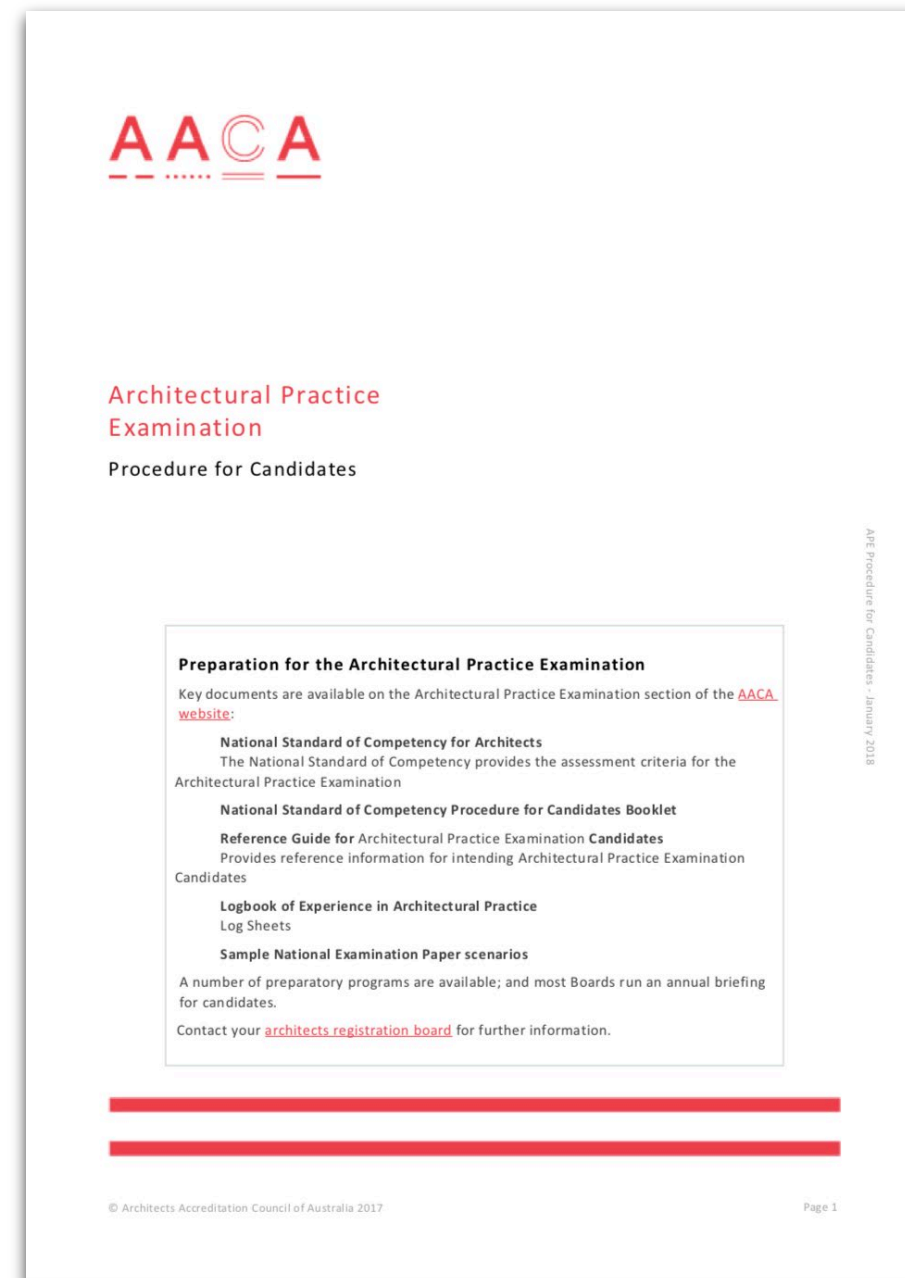 AACA
Architectural Practice
Examination
Procedure for Candidates
APE Procedure for Candidates - January 2018
Preparation for the Architectural Practice Examination
Key documents are available on the Architectural Practice Examination section of the AACA
website:
National Standard of Competency for Architects
The National Standard of Competency provides the assessment criteria for the
Architectural Practice Examination
National Standard of Competency Procedure for Candidates Booklet
Reference Guide for Architectural Practice Examination Candidates
Provides reference information for intending Architectural Practice Examination
Candidates
Logbook of Experience in Architectural Practice
Log Sheets
Sample National Examination Paper scenarios
A number of preparatory programs are available; and most Boards run an annual briefing
for candidates.
Contact your architects registration board for further information.
© Architects Accreditation Council of Australia 2017
Page 1